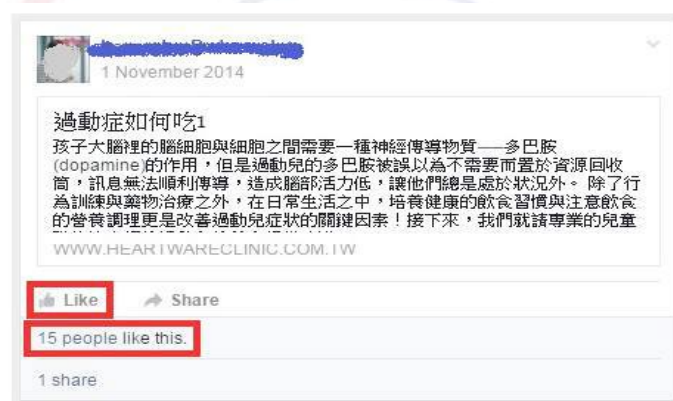 1 November 2014
過動症如何吃1
孩子大腦裡的腦細胞與細胞之間需要一種神經傳導物質——多巴胺
(dopamine)的作用，但是過動兒的多巴胺被誤以為不需要而置於資源回收
筒，訊息無法順利傳導，造成腦部活力低，讓他們總是處於狀況外。 除了行
為訓練與藥物治療之外，在日常生活之中，培養健康的飲食習慣與注意飲食
的營養調理更是改善過動兒症狀的關鍵因素！接下來，我們就請專業的兒童
WWW.HEARTWARECLINIC.COM.TW
Like Share
15 people like this.
1 share